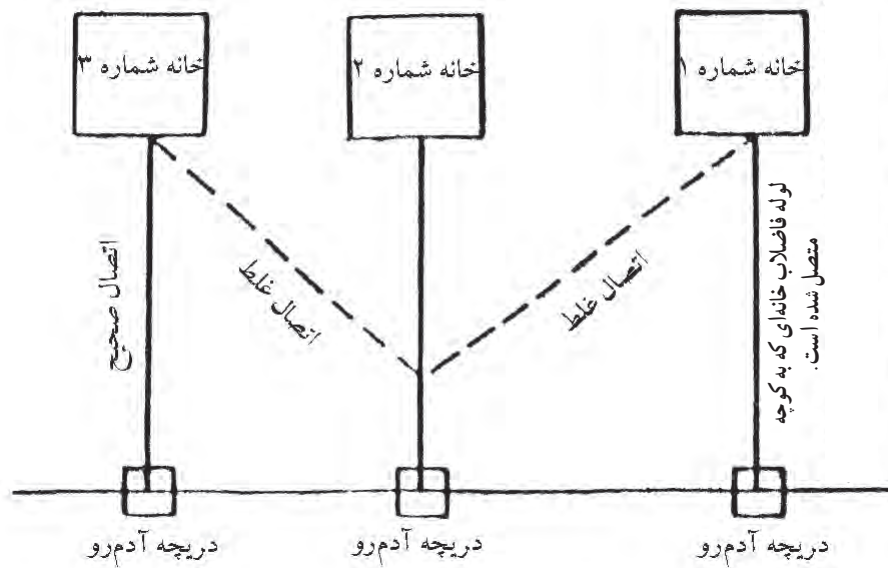 خانه شماره ۱
خانه شماره ۲
خانه شماره ۳
لوله فاضلاب خانه‌ای که به کوچه
متصل شده است.
اتصال غلط
اتصال غلط
اتصال صحیح
دریچه آدم‌رو
دریچه آدم‌رو
دریچه آدم‌رو